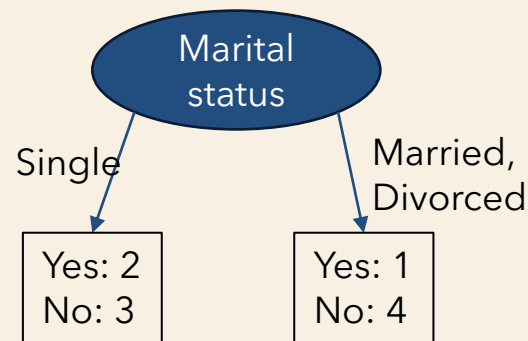 Marital
status
Single
Married,
Divorced
Yes: 2
No: 3
Yes: 1
No: 4